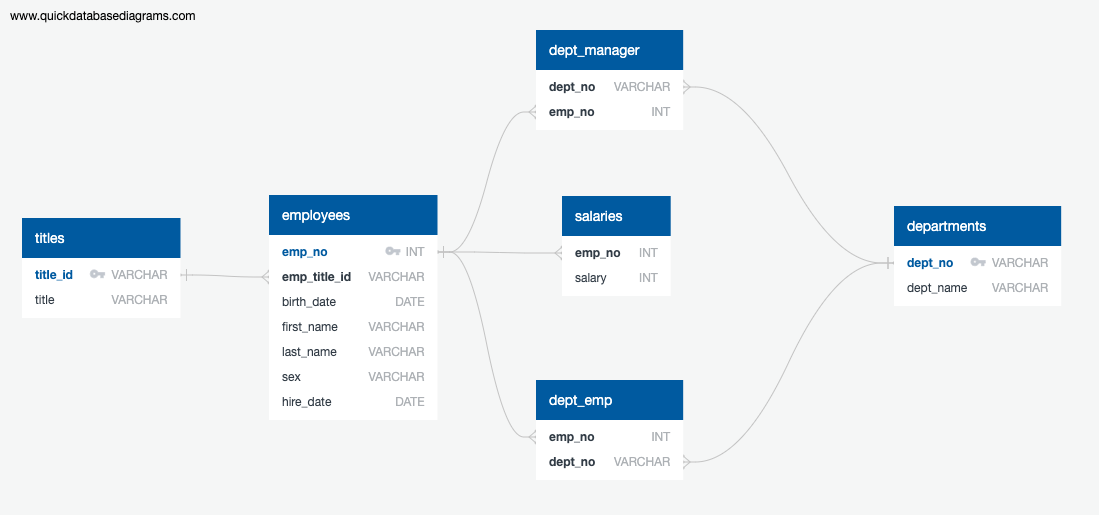 www.quickdatabasediagrams.com
titles
title_id VARCHAR
title VARCHAR
employees
emp_no INT
emp_title_id VARCHAR
birth_date DATE
first_name VARCHAR
last_name VARCHAR
sex VARCHAR
hire_date DATE
dept_manager
dept_no VARCHAR
emp_no INT
salaries
emp_no INT
salary INT
dept_emp
emp_no INT
dept_no VARCHAR
departments
dept_no VARCHAR
dept_name VARCHAR